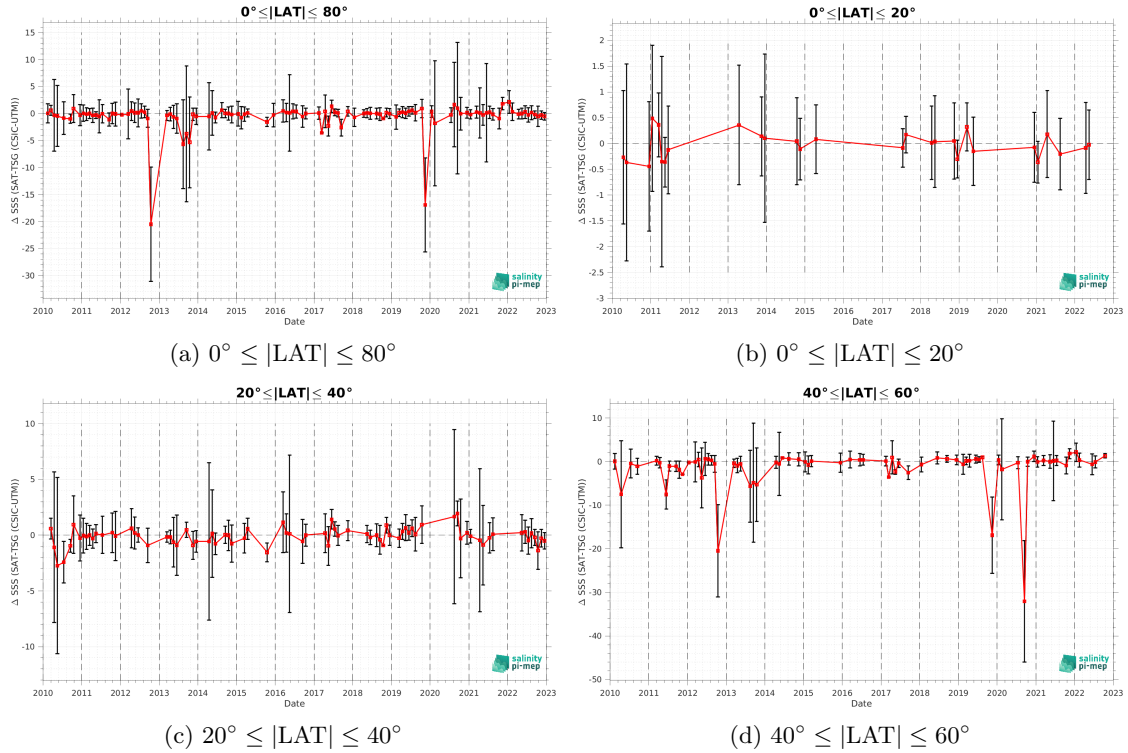 0°≤|LAT|≤ 80°
Δ SSS (SAT-TSG (CSIC-UTM))
15
10
5
0
-5
-10
-15
-20
-25
-30
2010 2011 2012 2013 2014 2015 2016 2017 2018 2019 2020 2021 2022 2023
Date
salinity
pi-mep
(a) 0° ≤ |LAT| ≤ 80°
0°≤|LAT|≤ 20°
Δ SSS (SAT-TSG (CSIC-UTM))
2
1.5
1
0.5
0
-0.5
-1
-1.5
-2
-2.5
-3
2010 2011 2012 2013 2014 2015 2016 2017 2018 2019 2020 2021 2022 2023
Date
salinity
pi-mep
(b) 0° ≤ |LAT| ≤ 20°
20°≤|LAT|≤ 40°
Δ SSS (SAT-TSG (CSIC-UTM))
10
5
0
-5
-10
2010 2011 2012 2013 2014 2015 2016 2017 2018 2019 2020 2021 2022 2023
Date
salinity
pi-mep
(c) 20° ≤ |LAT| ≤ 40°
40°≤|LAT|≤ 60°
Δ SSS (SAT-TSG (CSIC-UTM))
10
0
-10
-20
-30
-40
-50
2010 2011 2012 2013 2014 2015 2016 2017 2018 2019 2020 2021 2022 2023
Date
salinity
pi-mep
(d) 40° ≤ |LAT| ≤ 60°